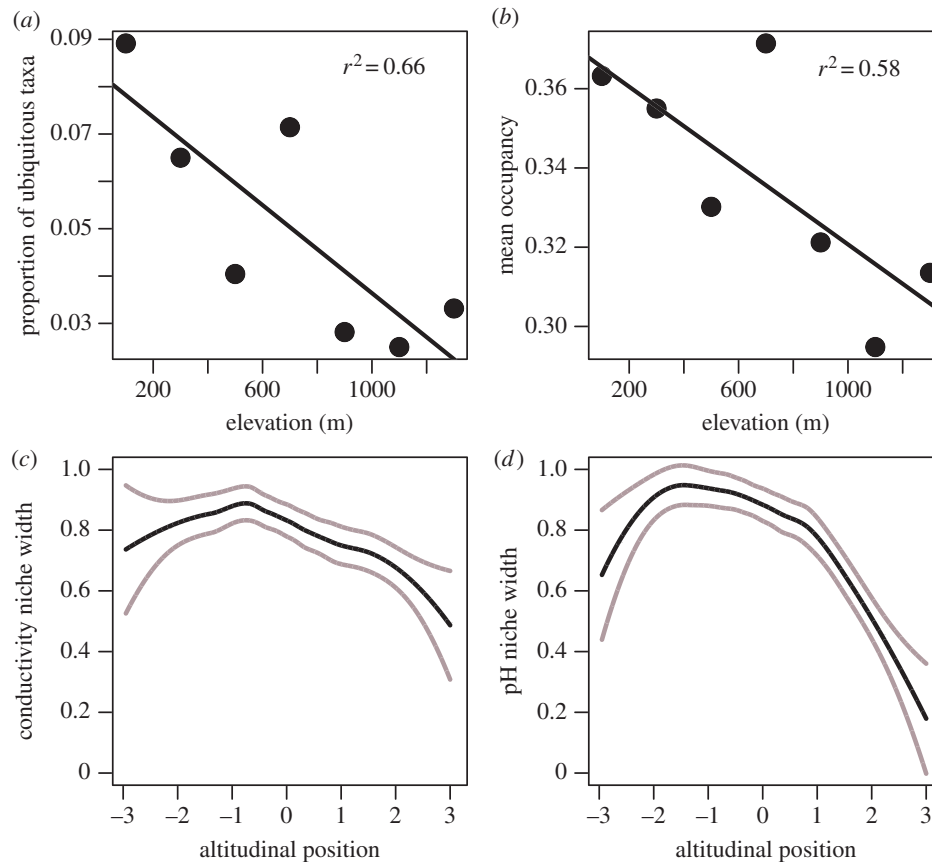 (a)
r² = 0.66
proportion of ubiquitous taxa
0.09
0.07
0.05
0.03
200
600
1000
elevation (m)
(b)
r² = 0.58
mean occupancy
0.36
0.34
0.32
0.30
200
600
1000
elevation (m)
(c)
conductivity niche width
1.0
0.8
0.6
0.4
0.2
0
–3
–2
–1
0
1
2
3
altitudinal position
(d)
pH niche width
1.0
0.8
0.6
0.4
0.2
0
–3
–2
–1
0
1
2
3
altitudinal position